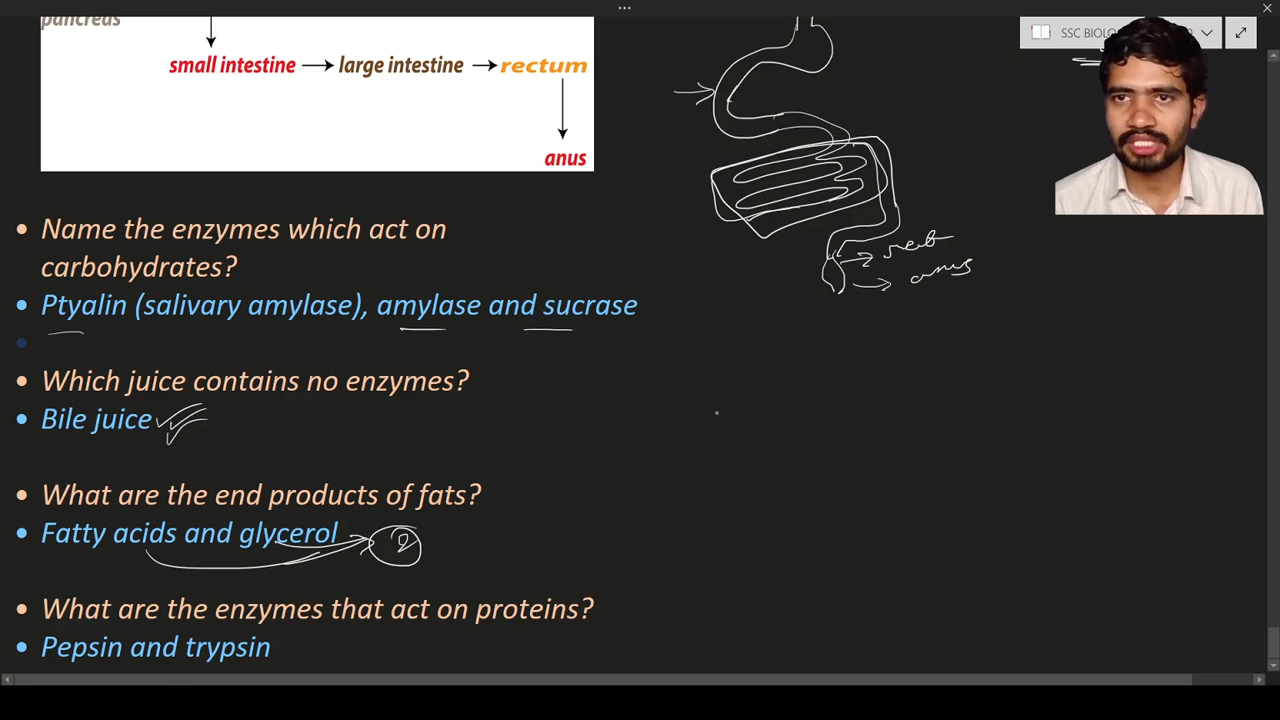 pancreas
SSC BIOLO
small intestine → large intestine → rectum
anus
• Name the enzymes which act on
carbohydrates?
• Ptyalin (salivary amylase), amylase and sucrase
• Which juice contains no enzymes?
• Bile juice
• What are the end products of fats?
• Fatty acids and glycerol
2
• What are the enzymes that act on proteins?
• Pepsin and trypsin
rect
anus